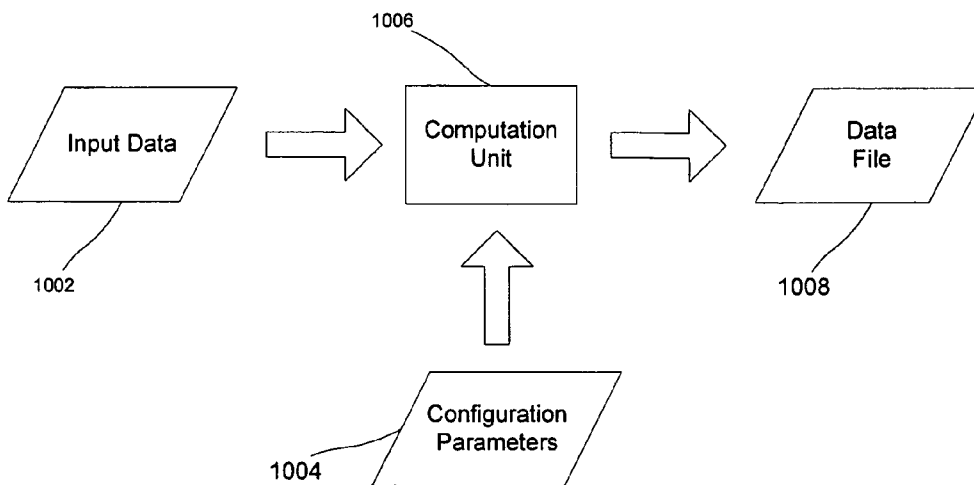 1006
Input Data
Computation
Unit
Data
File
1002
1008
Configuration
Parameters
1004